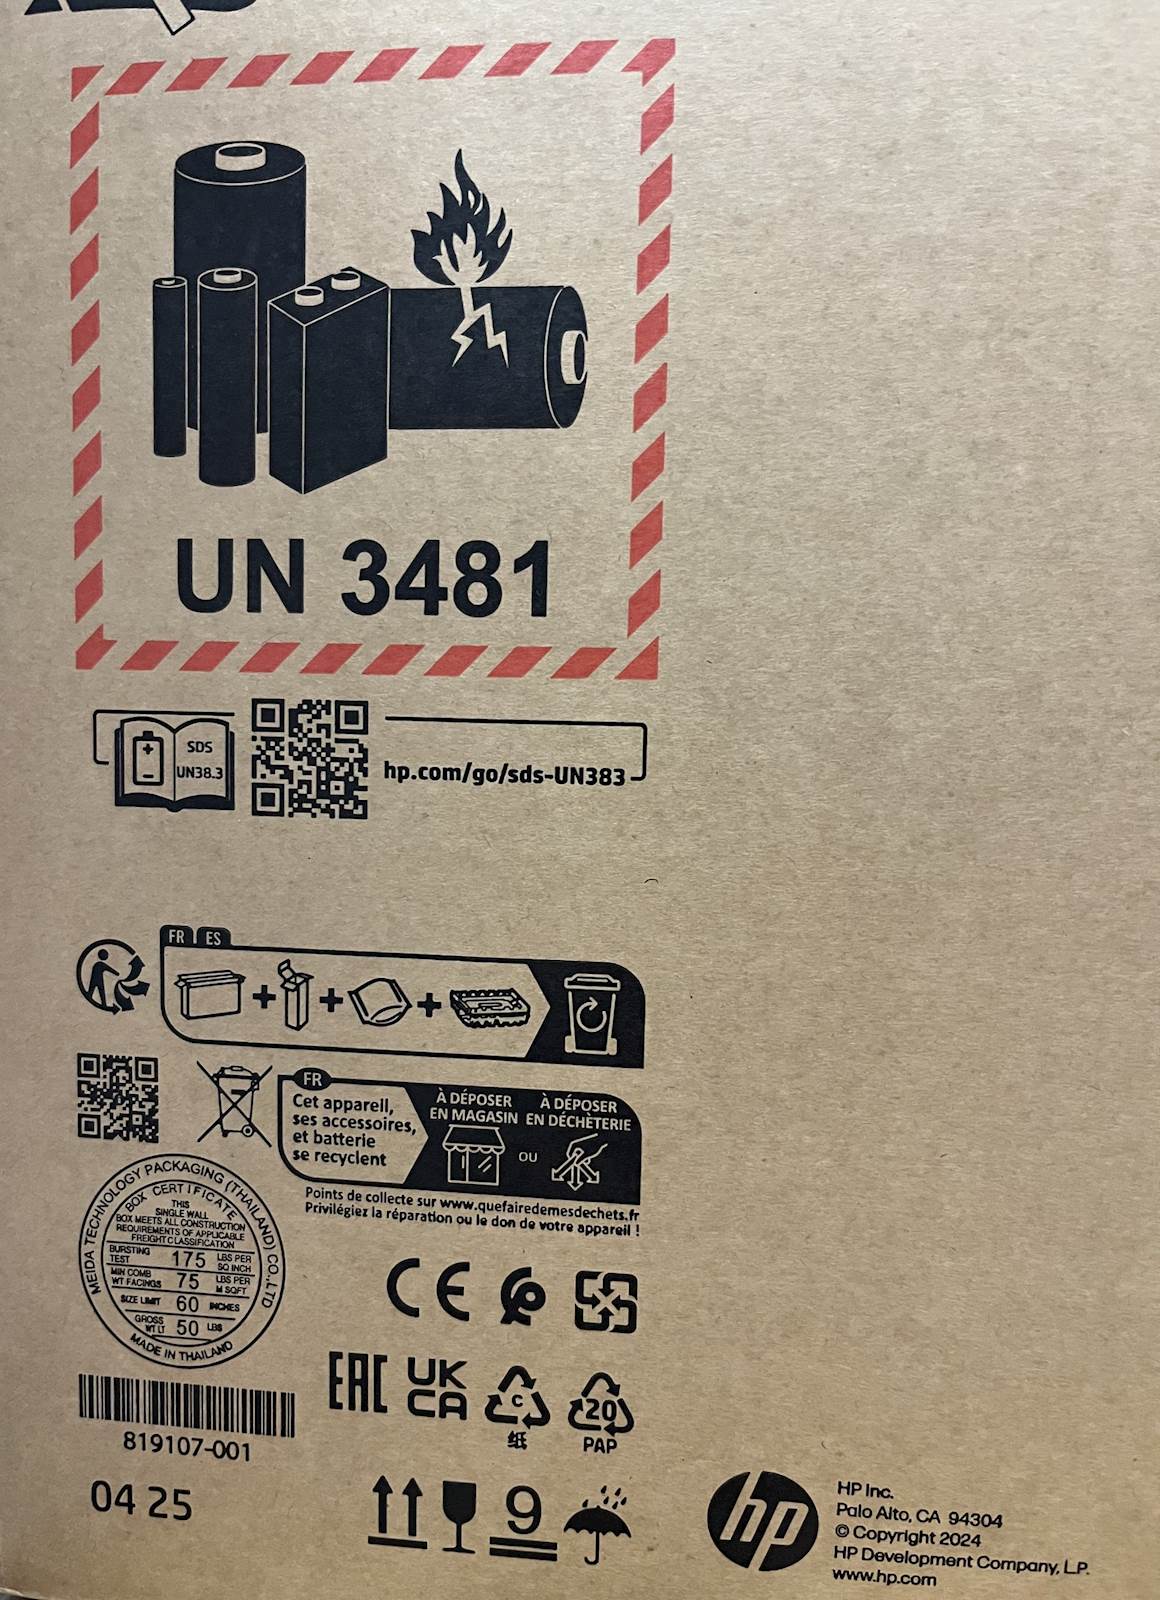 UN 3481
SDS
UN38.3
hp.com/go/sds-UN383
FR ES
FR
Cet appareil,
ses accessoires,
et batterie
se recyclent
À DÉPOSER
EN MAGASIN
OU
À DÉPOSER
EN DÉCHÈTERIE
Points de collecte sur www.quefairedemesdechets.fr
Privilégiez la réparation ou le don de votre appareil !
MEIDA TECHNOLOGY PACKAGING (THAILAND) CO.,LTD
BOX CERTIFICATE
THIS
SINGLE WALL
BOX MEETS ALL CONSTRUCTION
REQUIREMENTS OF APPLICABLE
FREIGHT CLASSIFICATION
BURSTING TEST 175 LBS PER SQ INCH
MIN COMB WT FACINGS 75 LBS PER M SQFT
SIZE LIMIT 60 INCHES
GROSS WT LT 50 LBS
MADE IN THAILAND
CE
EAC
UK
CA
C
纸
20
PAP
819107-001
04 25
9
hp
HP Inc.
Palo Alto, CA 94304
© Copyright 2024
HP Development Company, L.P.
www.hp.com